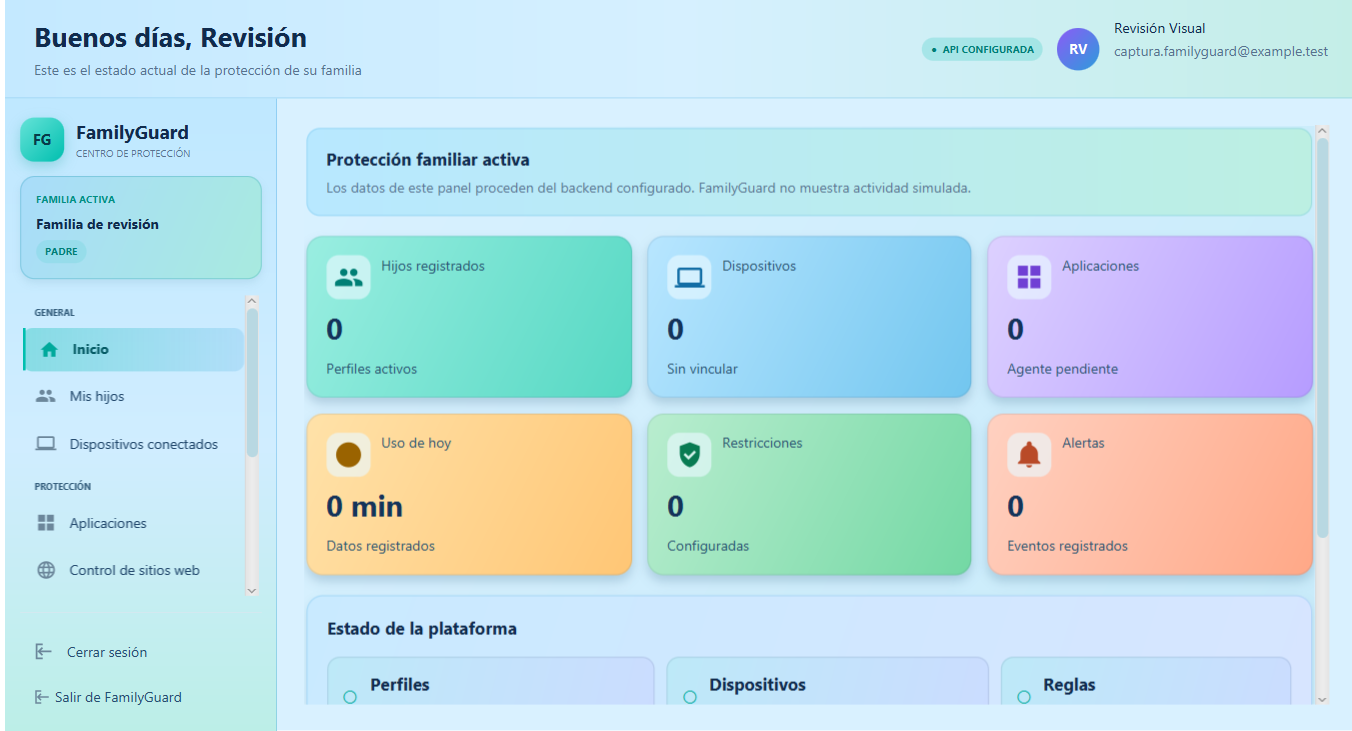 Buenos días, Revisión
Este es el estado actual de la protección de su familia
• API CONFIGURADA
RV
Revisión Visual
captura.familyguard@example.test
FG
FamilyGuard
CENTRO DE PROTECCIÓN
FAMILIA ACTIVA
Familia de revisión
PADRE
GENERAL
Inicio
Mis hijos
Dispositivos conectados
PROTECCIÓN
Aplicaciones
Control de sitios web
Cerrar sesión
Salir de FamilyGuard
Protección familiar activa
Los datos de este panel proceden del backend configurado. FamilyGuard no muestra actividad simulada.
Hijos registrados
0
Perfiles activos
Dispositivos
0
Sin vincular
Aplicaciones
0
Agente pendiente
Uso de hoy
0 min
Datos registrados
Restricciones
0
Configuradas
Alertas
0
Eventos registrados
Estado de la plataforma
Perfiles
Dispositivos
Reglas